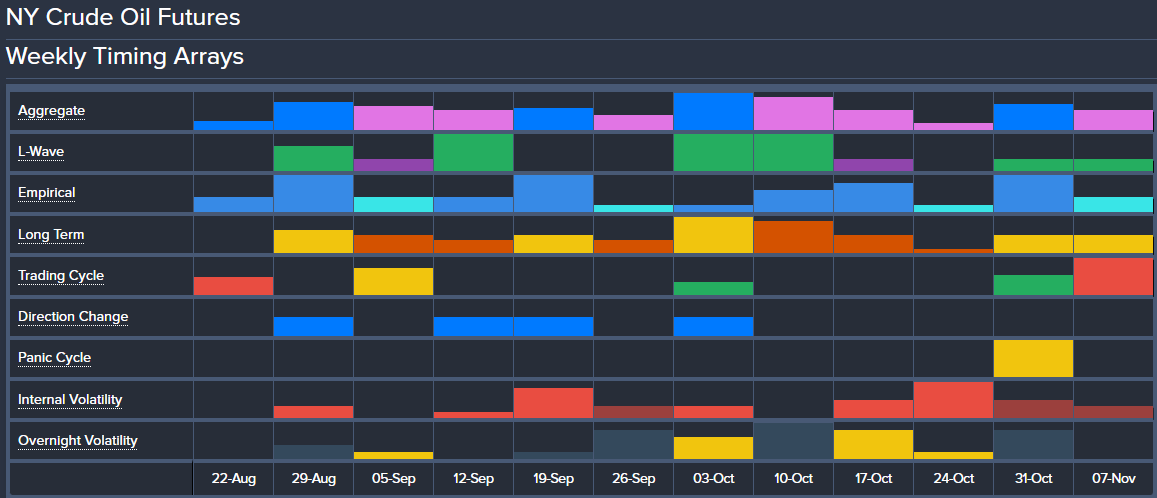 NY Crude Oil Futures
Weekly Timing Arrays
Aggregate
L-Wave
Empirical
Long Term
Trading Cycle
Direction Change
Panic Cycle
Internal Volatility
Overnight Volatility
22-Aug 29-Aug 05-Sep 12-Sep 19-Sep 26-Sep 03-Oct 10-Oct 17-Oct 24-Oct 31-Oct 07-Nov